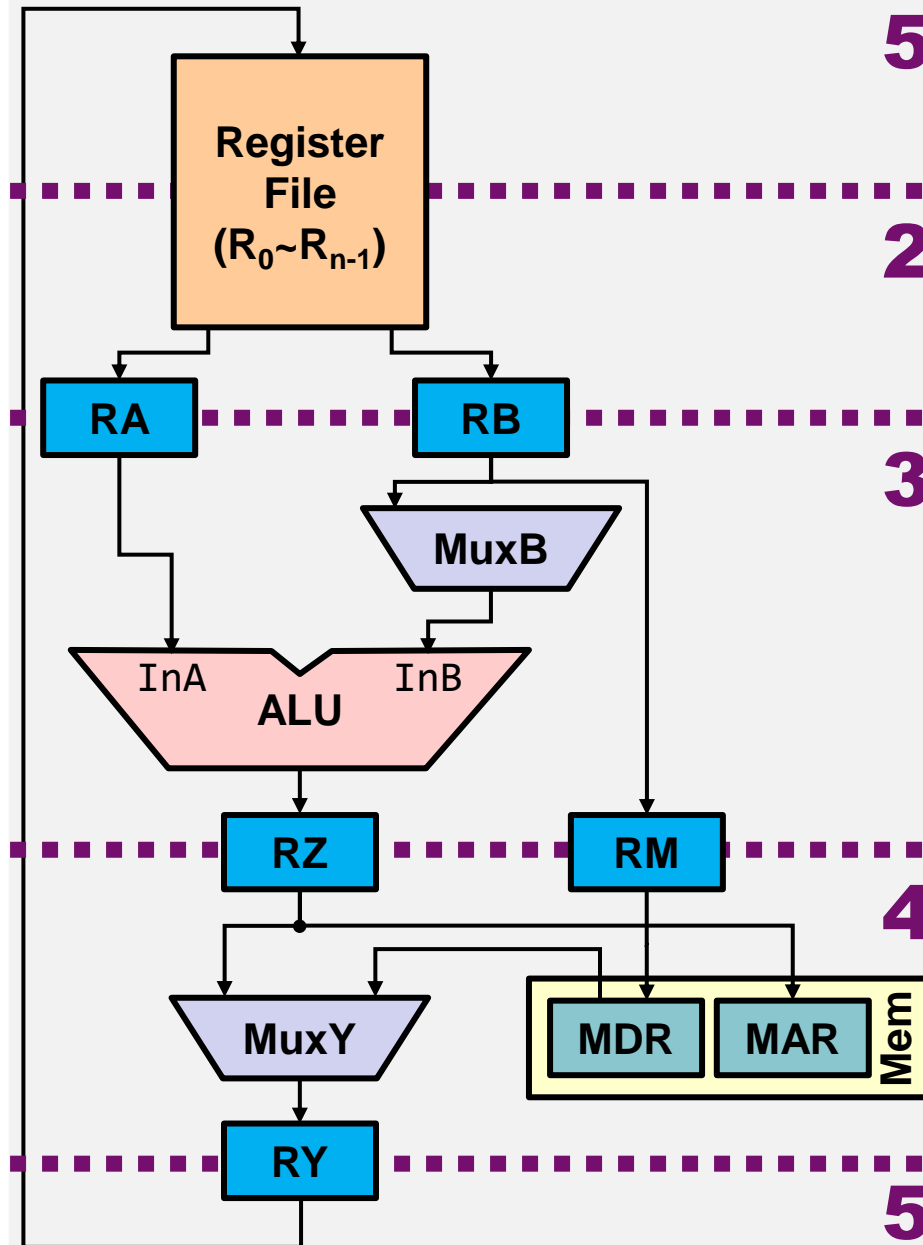 5
Register
File
(R₀~Rₙ₋₁)
2
RA
RB
3
MuxB
InA
InB
ALU
RZ
RM
4
MuxY
MDR
MAR
Mem
RY
5